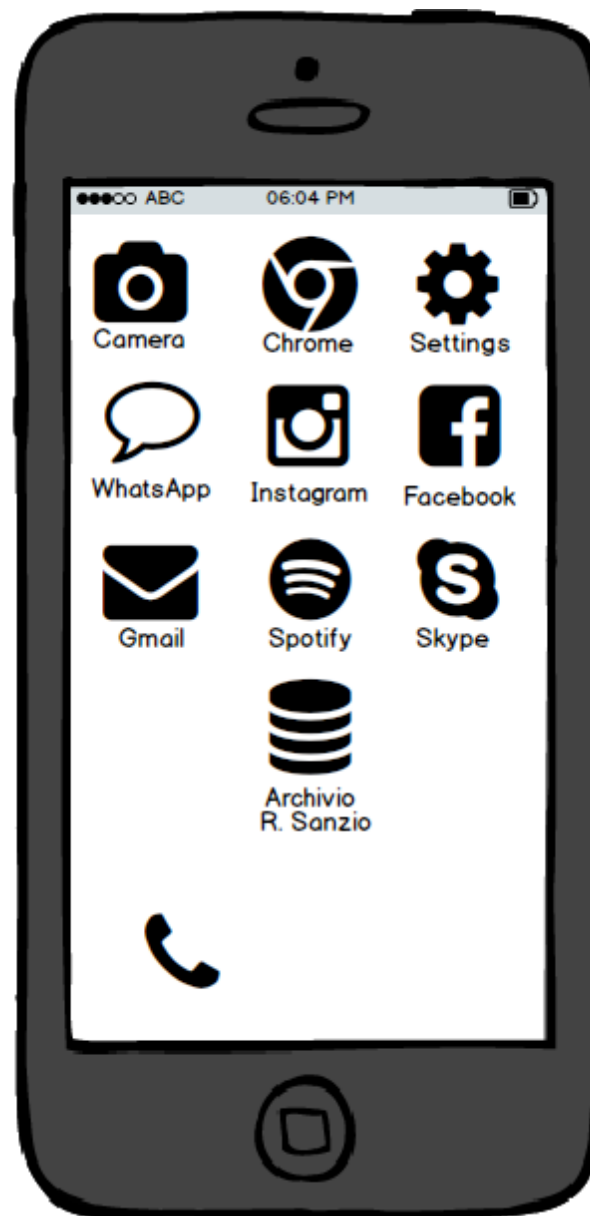 ABC 06:04 PM
Camera Chrome Settings
WhatsApp Instagram Facebook
Gmail Spotify Skype
Archivio
R. Sanzio